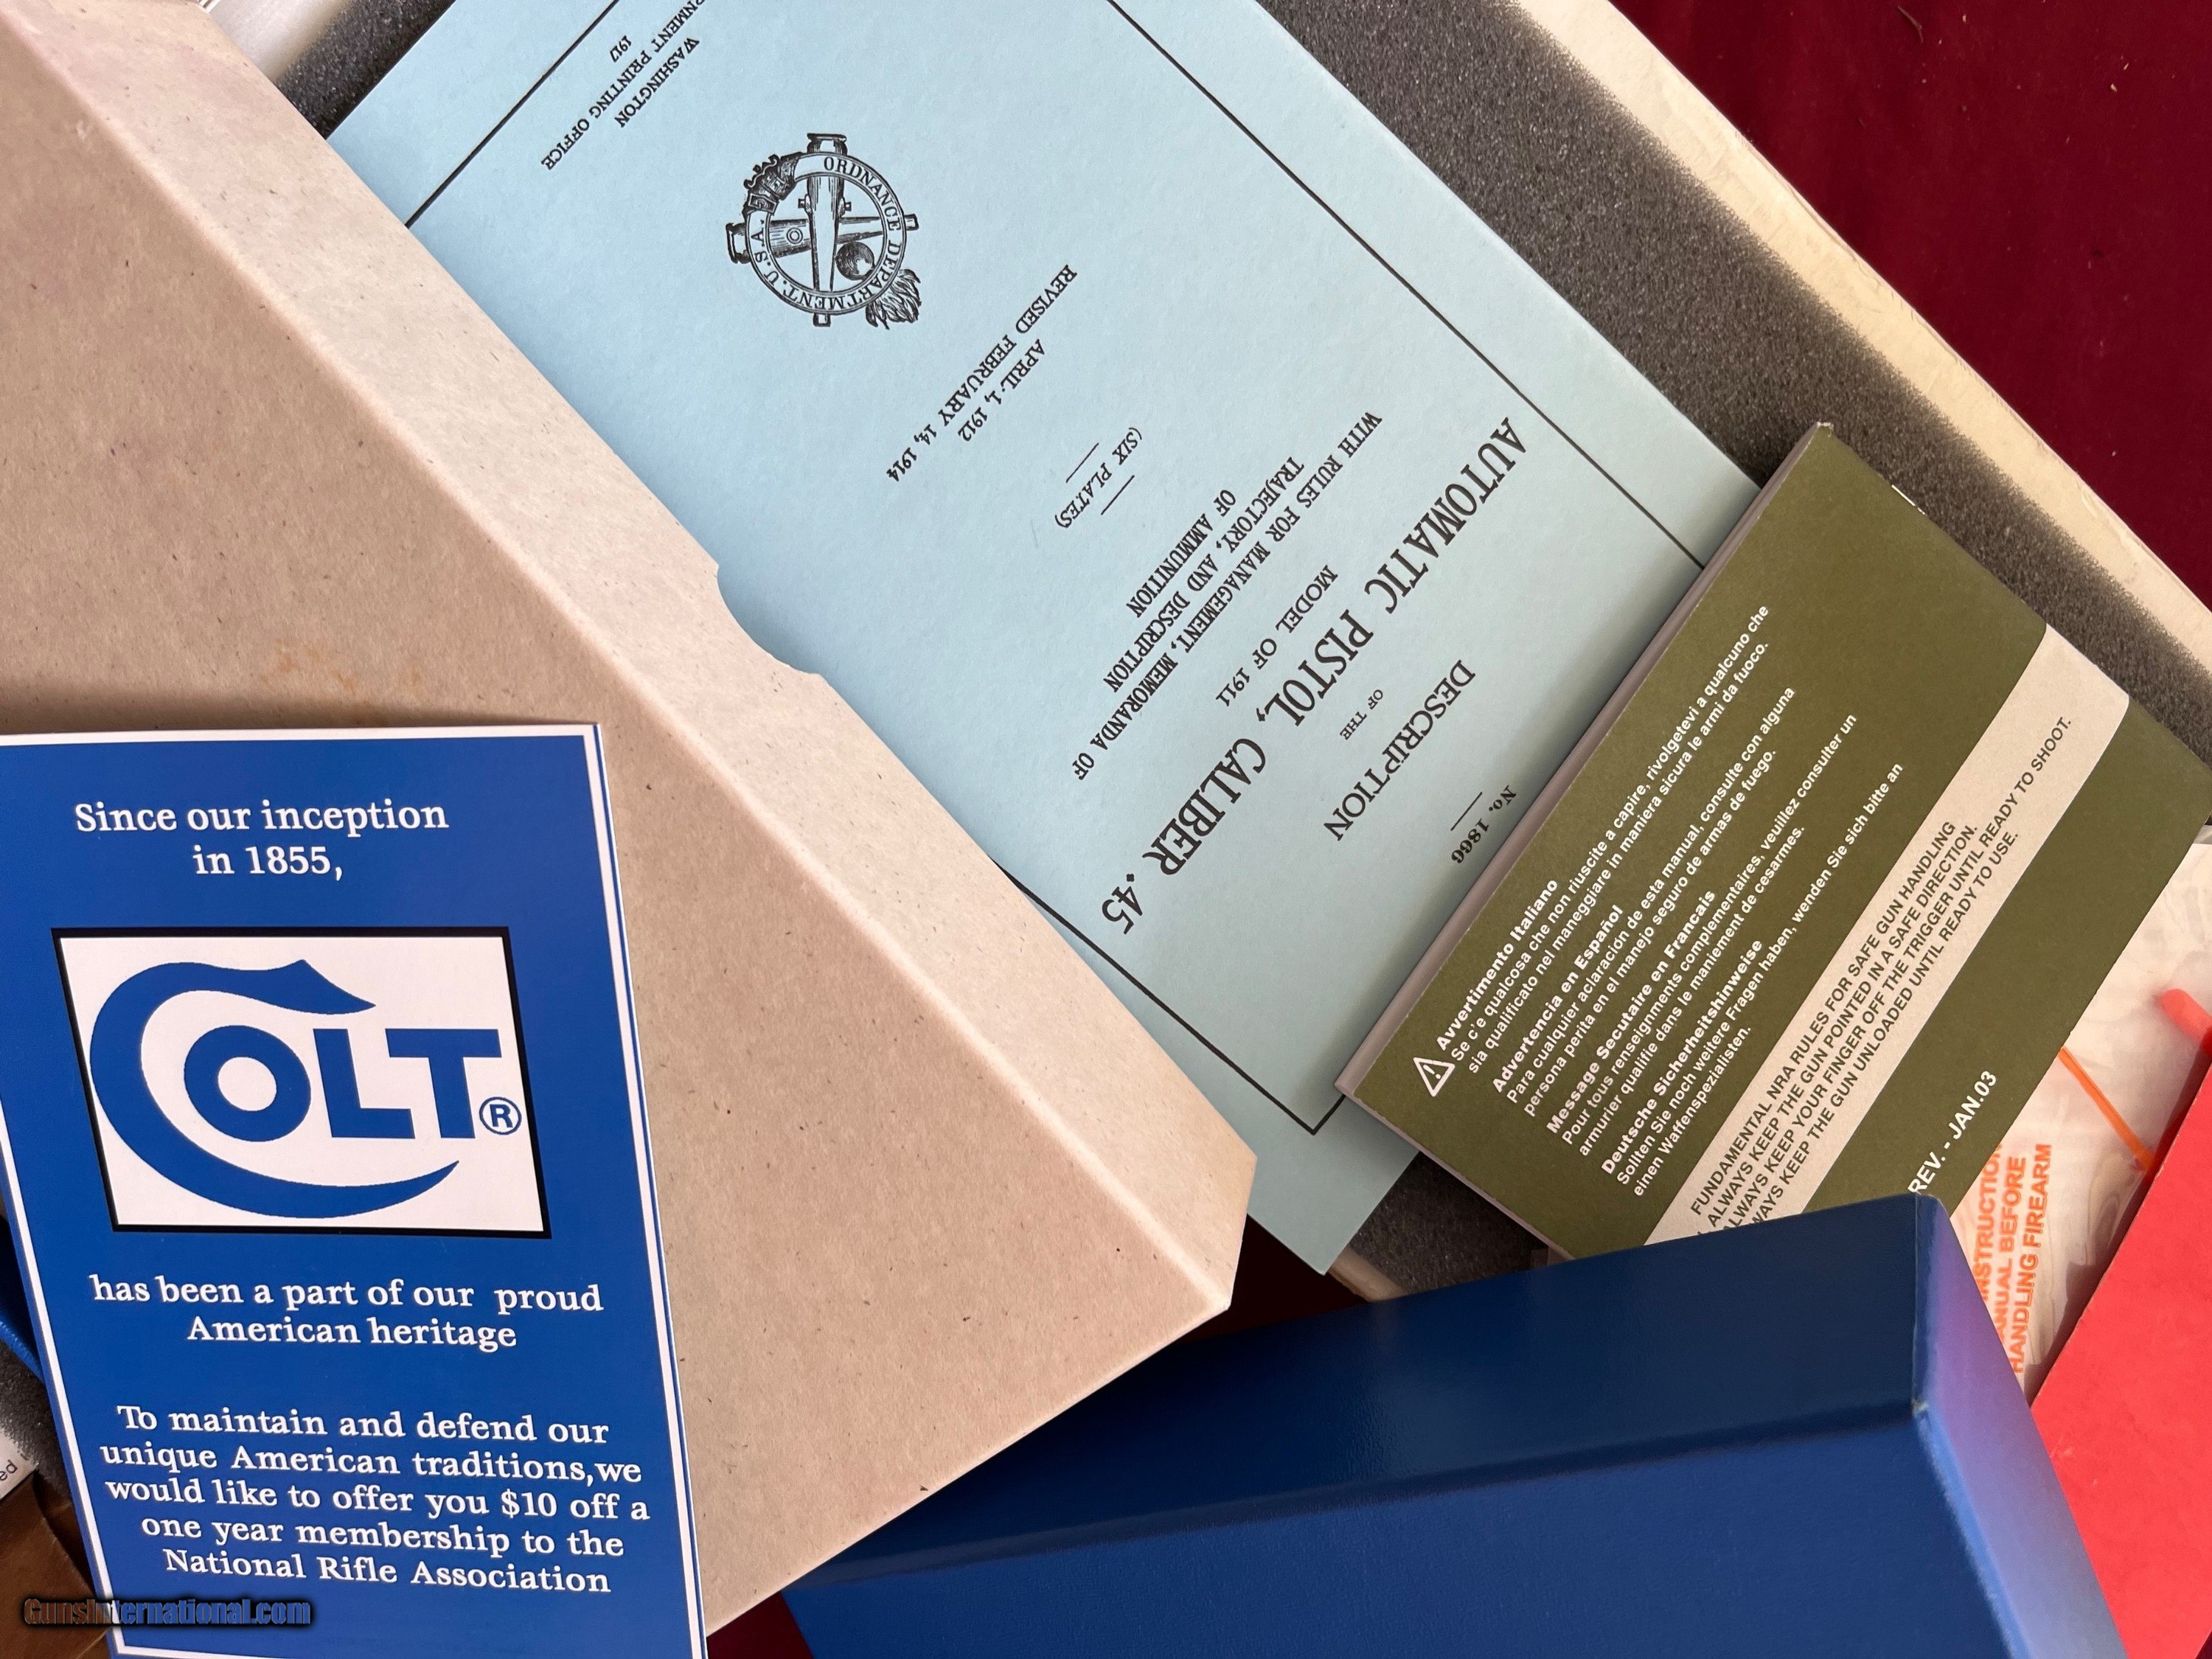 Since our inception
in 1855,
COLT®
has been a part of our proud
American heritage
To maintain and defend our
unique American traditions,we
would like to offer you $10 off a
one year membership to the
National Rifle Association
No. 1866
DESCRIPTION
OF THE
AUTOMATIC PISTOL, CALIBER .45
MODEL OF 1911
WITH RULES FOR MANAGEMENT, MEMORANDA OF
TRAJECTORY, AND DESCRIPTION
OF AMMUNITION
(SIX PLATES)
APRIL 1, 1912
REVISED FEBRUARY 14, 1914
ORDNANCE DEPARTMENT. U.S.A.
WASHINGTON
PRINTING OFFICE
1917
Avvertimento Italiano
Se c'e qualcosa che non riuscite a capire, rivolgetevi a qualcuno che
sia qualificato nel maneggiare in maniera sicura le armi da fuoco.
Advertencia en Español
Para cualquier aclaración de esta manual, consulte con alguna
persona perita en el manejo seguro de armas de fuego.
Message Secutaire en Francais
Pour tous renseignments complementaires, veuillez consulter un
armurier qualifie dans le maniement de cesarmes.
Deutsche Sicherheitshinweise
Sollten Sie noch weitere Fragen haben, wenden Sie sich bitte an
einen Waffenspezialisten.
FUNDAMENTAL NRA RULES FOR SAFE GUN HANDLING
ALWAYS KEEP THE GUN POINTED IN A SAFE DIRECTION.
ALWAYS KEEP YOUR FINGER OFF THE TRIGGER UNTIL READY TO SHOOT.
KEEP THE GUN UNLOADED UNTIL READY TO USE.
REV. - JAN.03
BEFORE
HANDLING FIREARM
GunsInternational.com